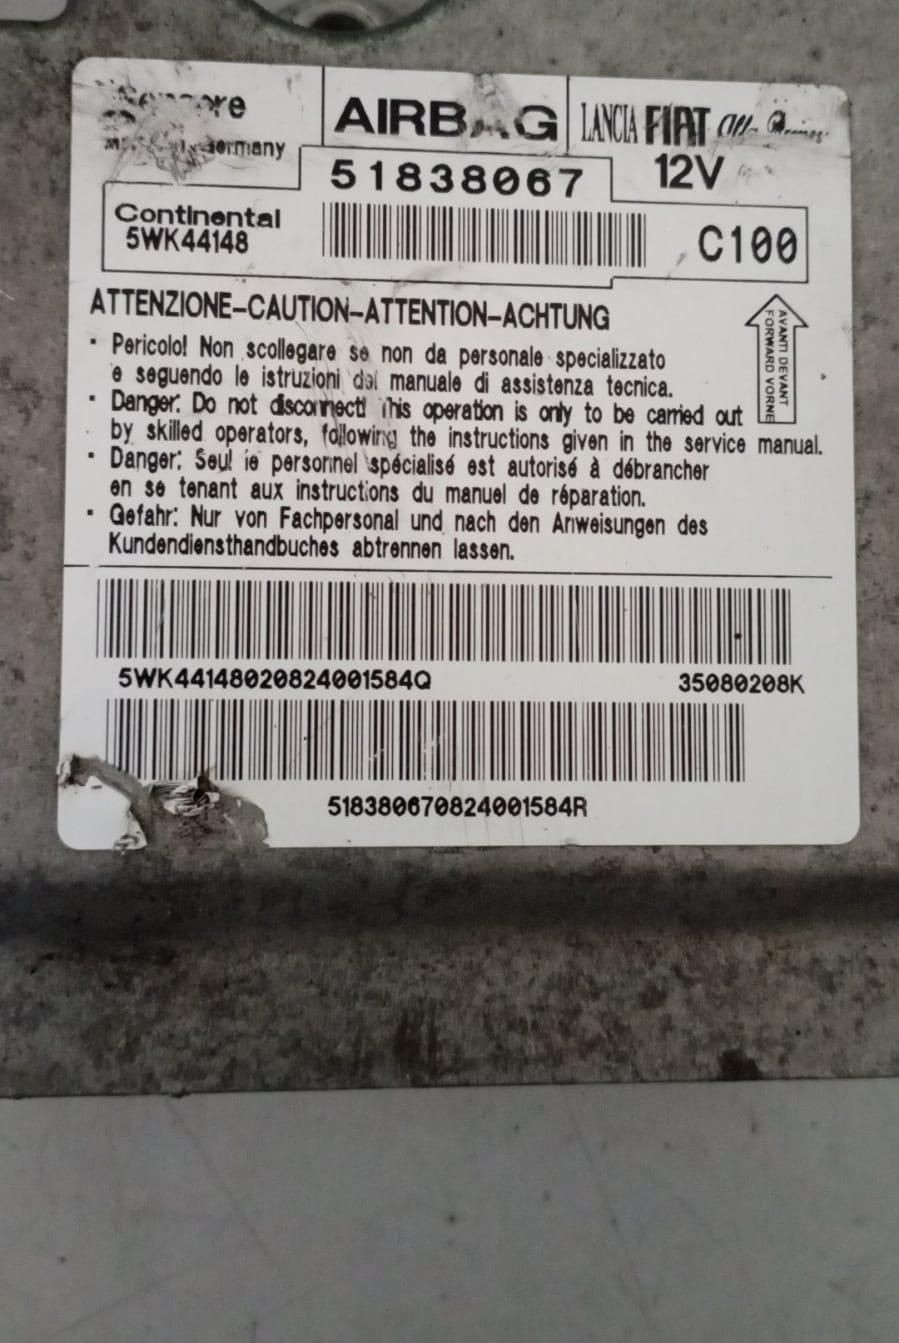 AIRBAG
LANCIA FIAT Alfa Romeo
Germany
51838067
12V
Continental
5WK44148
C100
ATTENZIONE-CAUTION-ATTENTION-ACHTUNG
AVANTI DEVANT
FORWARD VORNE
· Pericolo! Non scollegare se non da personale specializzato
e seguendo le istruzioni dal manuale di assistenza tecnica.
· Danger: Do not disconnect! This operation is only to be carried out
by skilled operators, following the instructions given in the service manual.
· Danger: Seul le personnel spécialisé est autorisé à débrancher
en se tenant aux instructions du manuel de réparation.
· Gefahr: Nur von Fachpersonal und nach den Anweisungen des
Kundendiensthandbuches abtrennen lassen.
5WK44148020824001584Q
35080208K
518380670824001584R